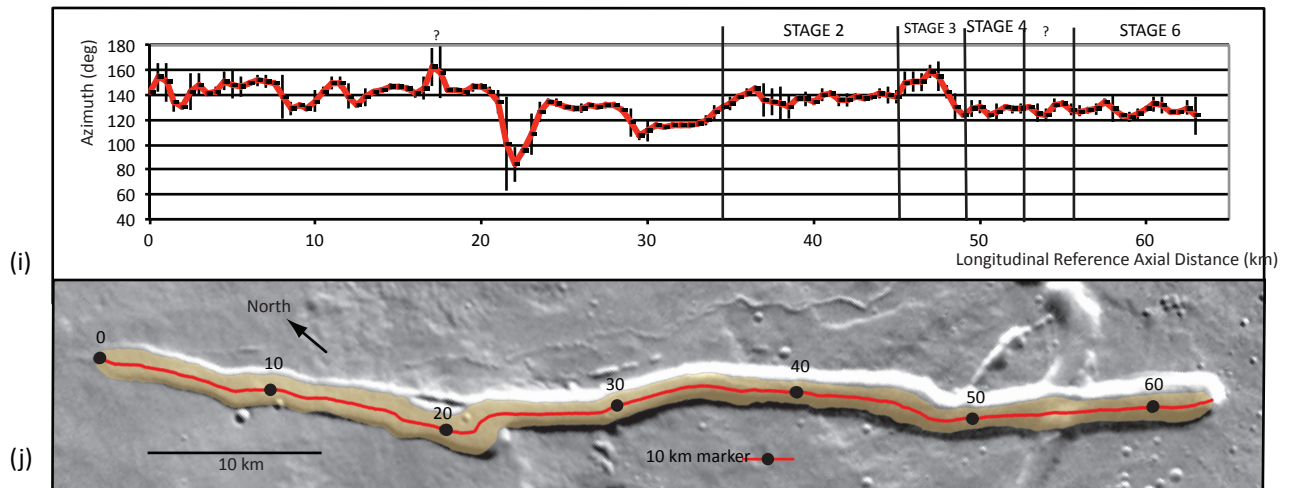 STAGE 2 STAGE 3 STAGE 4 ? STAGE 6
?
Azimuth (deg)
180
160
140
120
100
80
60
40
0 10 20 30 40 50 60
Longitudinal Reference Axial Distance (km)
(i)
North
0
10
20
30
40
50
60
10 km
10 km marker
(j)